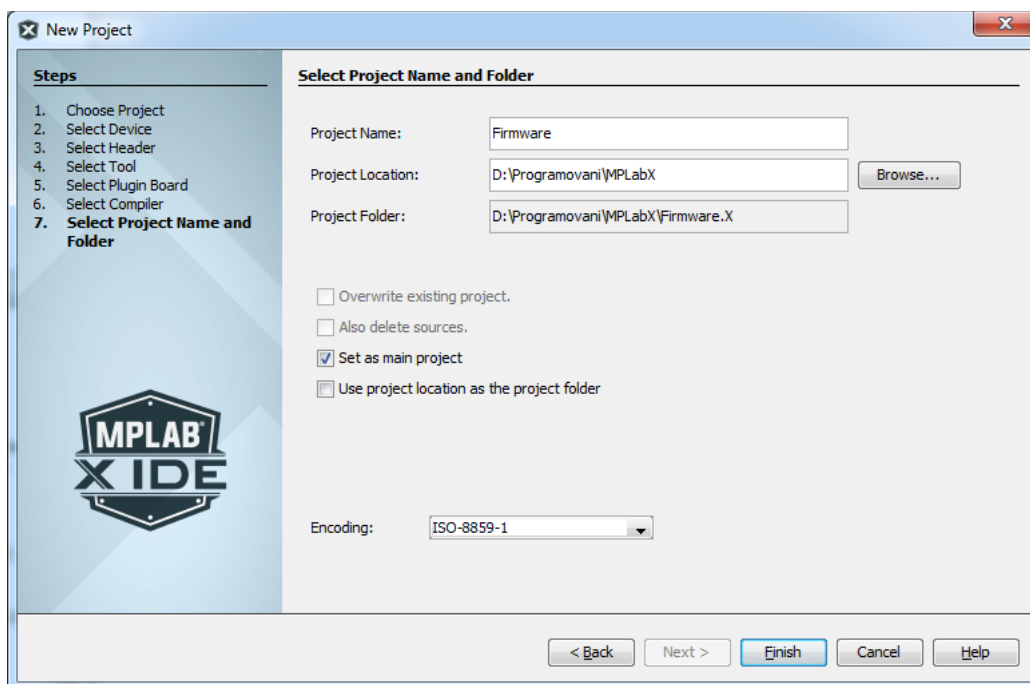 New Project
Steps
1. Choose Project
2. Select Device
3. Select Header
4. Select Tool
5. Select Plugin Board
6. Select Compiler
7. Select Project Name and
Folder
MPLAB®
X IDE
Select Project Name and Folder
Project Name: Firmware
Project Location: D:\Programovani\MPLabX Browse...
Project Folder: D:\Programovani\MPLabX\Firmware.X
Overwrite existing project.
Also delete sources.
Set as main project
Use project location as the project folder
Encoding: ISO-8859-1
< Back Next > Finish Cancel Help